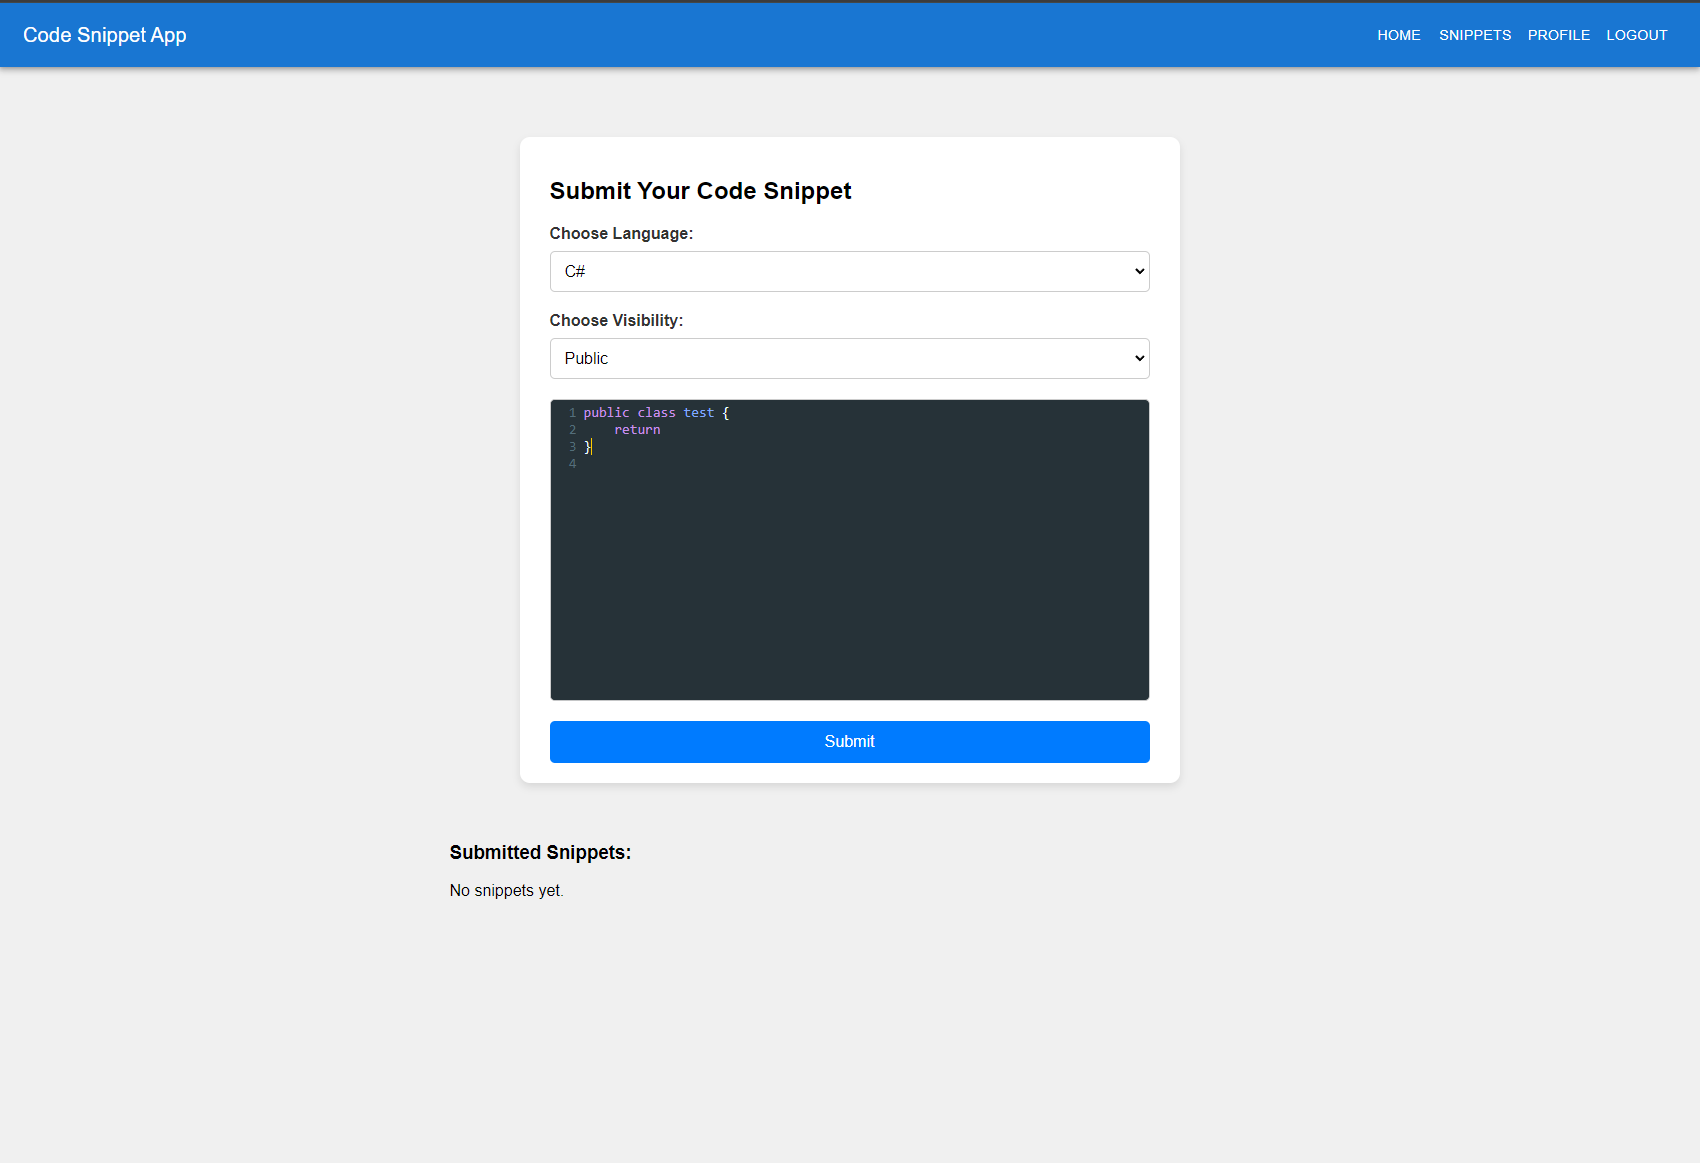 Code Snippet App
HOME SNIPPETS PROFILE LOGOUT
Submit Your Code Snippet
Choose Language:
C#
Choose Visibility:
Public
1 public class test {
2     return
3 }
4
Submit
Submitted Snippets:
No snippets yet.